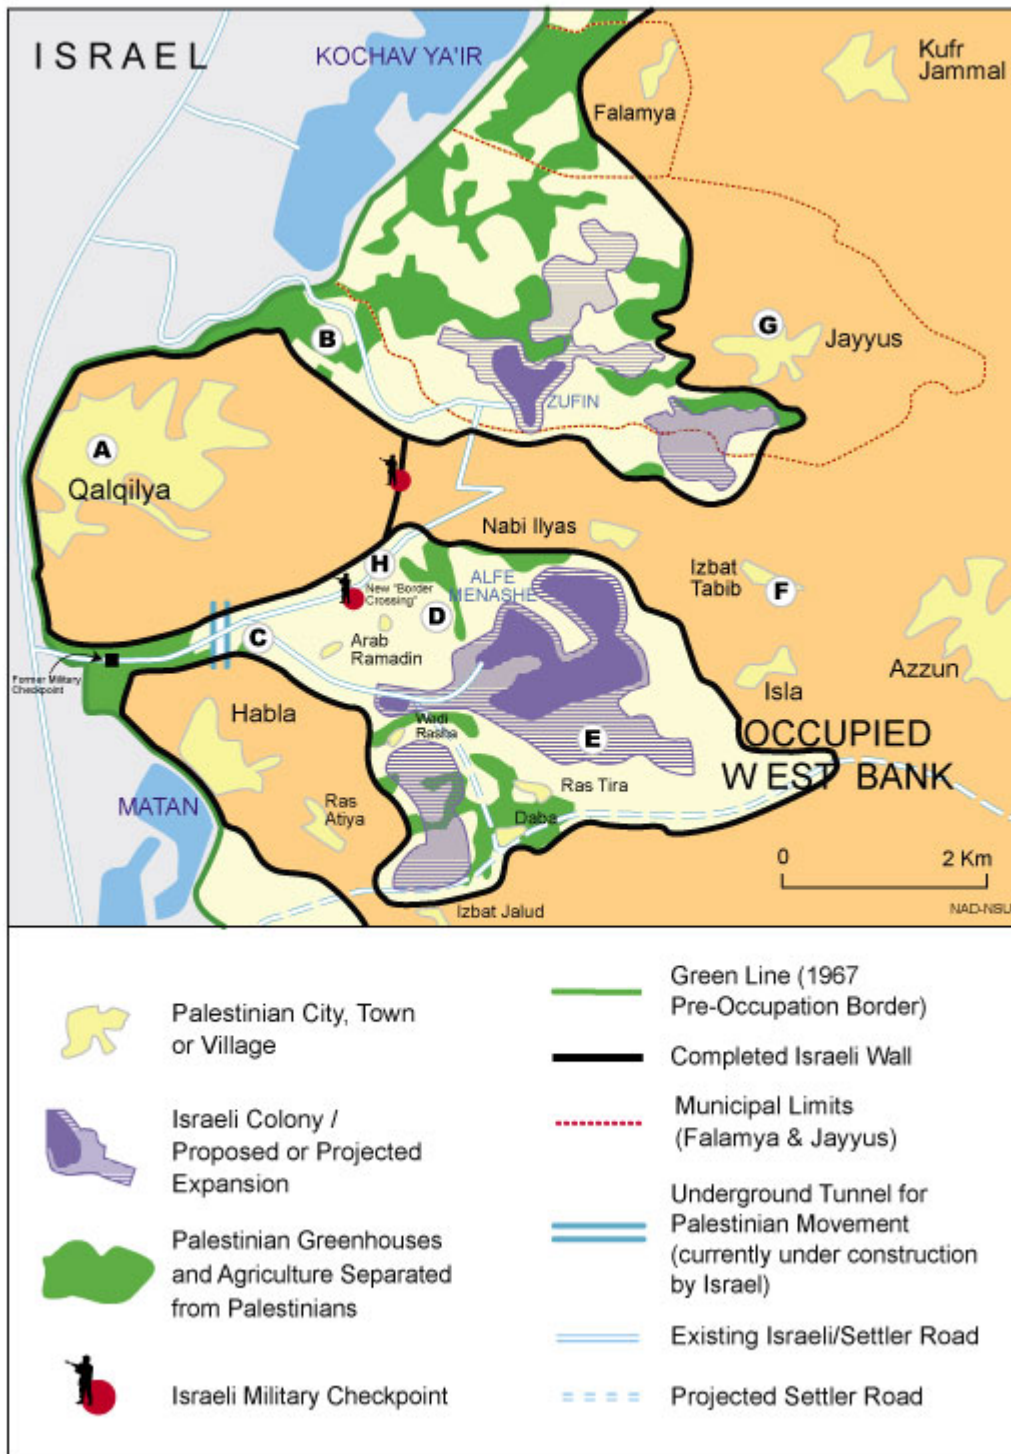 ISRAEL
KOCHAV YA'IR
Kufr
Jammal
Falamya
B
G
Jayyus
ZUFIN
A
Qalqilya
Nabi Ilyas
H
New "Border
Crossing"
ALFE
MENASHE
D
Izbat
Tabib
F
C
Arab
Ramadin
Former Military
Checkpoint
Azzun
Isla
Habla
Wadi
Rasha
E
OCCUPIED
WEST BANK
MATAN
Ras
Atiya
Ras Tira
Daba
0 2 Km
Izbat Jalud
NAD-NSU
Palestinian City, Town
or Village
Israeli Colony /
Proposed or Projected
Expansion
Palestinian Greenhouses
and Agriculture Separated
from Palestinians
Israeli Military Checkpoint
Green Line (1967
Pre-Occupation Border)
Completed Israeli Wall
Municipal Limits
(Falamya & Jayyus)
Underground Tunnel for
Palestinian Movement
(currently under construction
by Israel)
Existing Israeli/Settler Road
Projected Settler Road